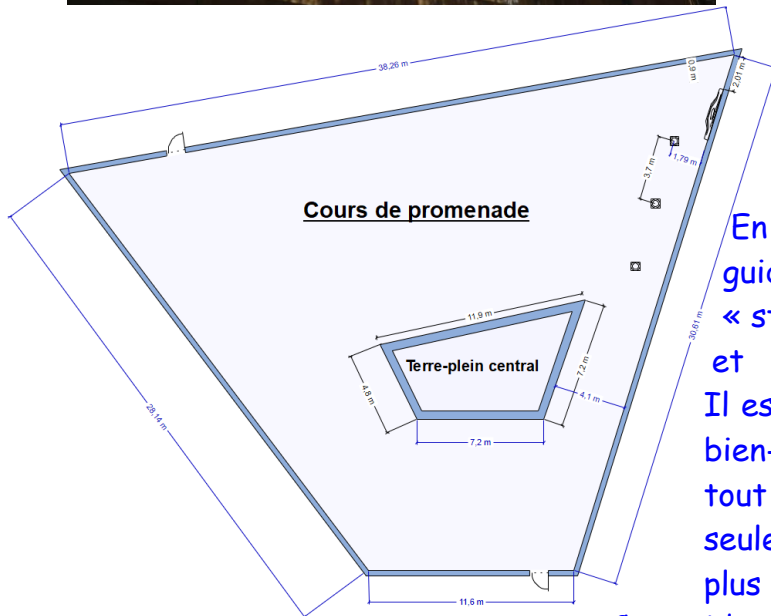 38,26 m
0,9 m
2,01 m
1,79 m
3,7 m
Cours de promenade
En
11,9 m
Terre-plein central
7,2 m
et
30,61 m
4,8 m
4,1 m
Il es
bien-
28,14 m
7,2 m
tout
seule
plus
11,6 m